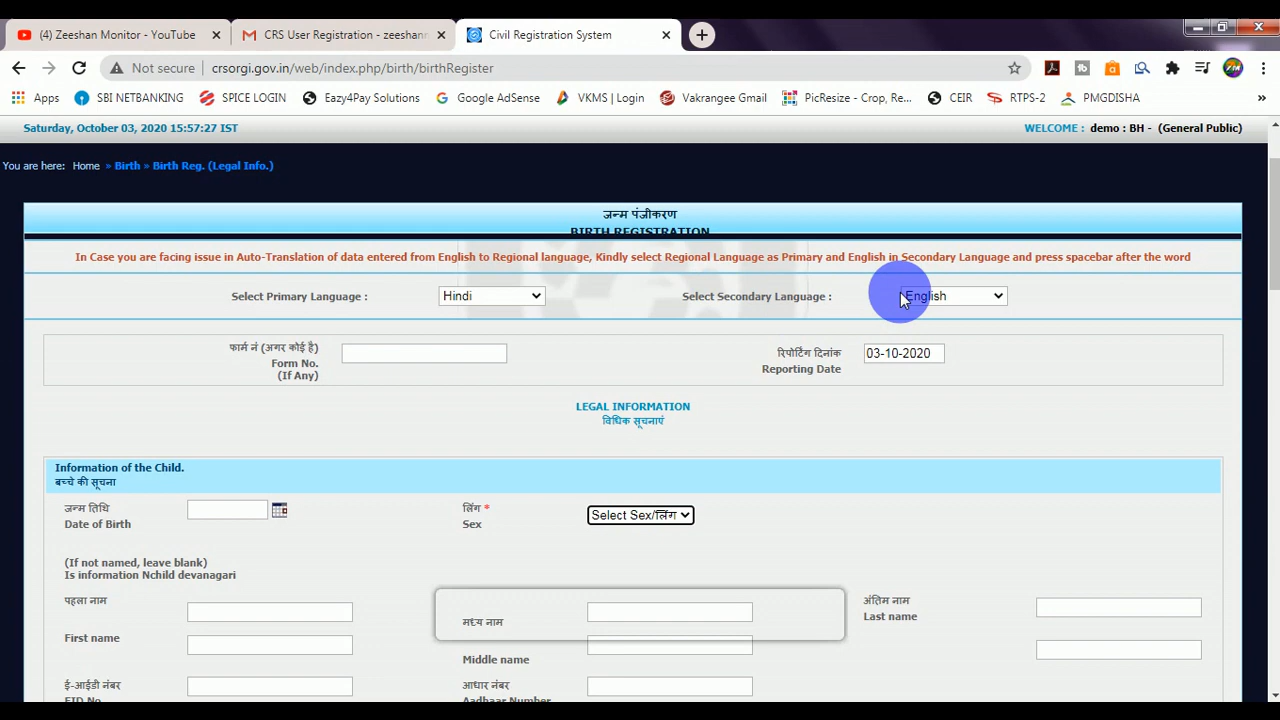 (4) Zeeshan Monitor - YouTube
CRS User Registration - zeeshanr
Civil Registration System
Not secure
crsorgi.gov.in/web/index.php/birth/birthRegister
Apps
SBI NETBANKING
SPICE LOGIN
Eazy4Pay Solutions
Google AdSense
VKMS | Login
Vakrangee Gmail
PicResize - Crop, Re...
CEIR
RTPS-2
PMGDISHA
»
Saturday, October 03, 2020 15:57:27 IST
WELCOME : demo : BH - (General Public)
You are here: Home » Birth » Birth Reg. (Legal Info.)
जन्म पंजीकरण
BIRTH REGISTRATION
In Case you are facing issue in Auto-Translation of data entered from English to Regional language, Kindly select Regional Language as Primary and English in Secondary Language and press spacebar after the word
Select Primary Language :
Hindi
Select Secondary Language :
English
फार्म नं (अगर कोई है)
Form No.
(If Any)
रिपोर्टिंग दिनांक
Reporting Date
03-10-2020
LEGAL INFORMATION
विधिक सूचनाएं
Information of the Child.
बच्चे की सूचना
जन्म तिथि
Date of Birth
लिंग *
Sex
Select Sex/लिंग
(If not named, leave blank)
Is information Nchild devanagari
पहला नाम
First name
मध्य नाम
Middle name
अंतिम नाम
Last name
ई-आईडी नंबर
EID No
आधार नंबर
Aadhaar Number